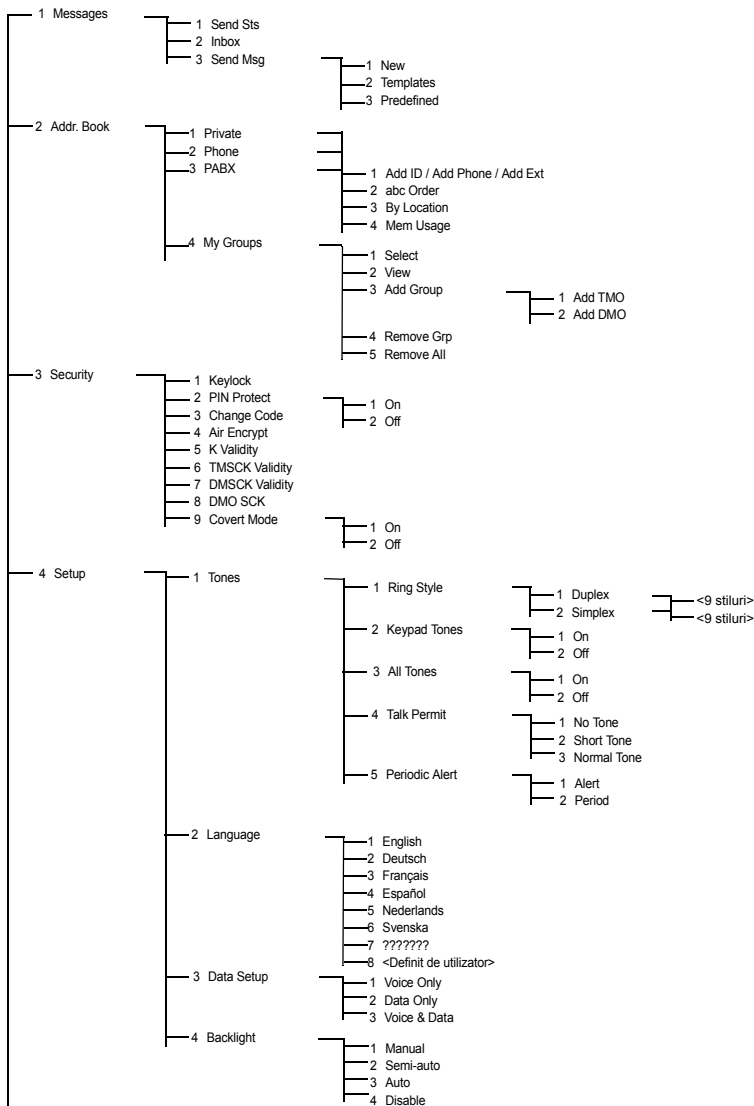 1 Messages
1 Send Sts
2 Inbox
3 Send Msg
1 New
2 Templates
3 Predefined
2 Addr. Book
1 Private
2 Phone
3 PABX
1 Add ID / Add Phone / Add Ext
2 abc Order
3 By Location
4 Mem Usage
4 My Groups
1 Select
2 View
3 Add Group
1 Add TMO
2 Add DMO
4 Remove Grp
5 Remove All
3 Security
1 Keylock
2 PIN Protect
1 On
2 Off
3 Change Code
4 Air Encrypt
5 K Validity
6 TMSCK Validity
7 DMSCK Validity
8 DMO SCK
9 Covert Mode
1 On
2 Off
4 Setup
1 Tones
1 Ring Style
1 Duplex
<9 stiluri>
2 Simplex
<9 stiluri>
2 Keypad Tones
1 On
2 Off
3 All Tones
1 On
2 Off
4 Talk Permit
1 No Tone
2 Short Tone
3 Normal Tone
5 Periodic Alert
1 Alert
2 Period
2 Language
1 English
2 Deutsch
3 Français
4 Español
5 Nederlands
6 Svenska
7 ???????
8 <Definit de utilizator>
3 Data Setup
1 Voice Only
2 Data Only
3 Voice & Data
4 Backlight
1 Manual
2 Semi-auto
3 Auto
4 Disable